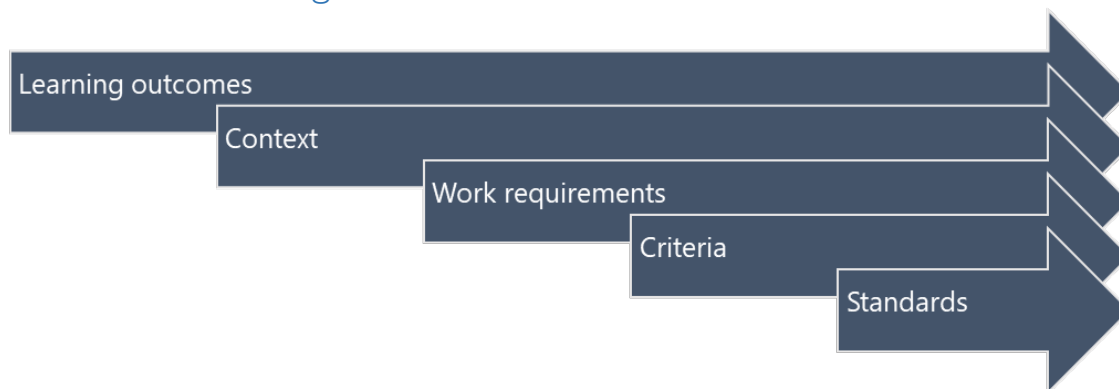 Learning outcomes
Context
Work requirements
Criteria
Standards